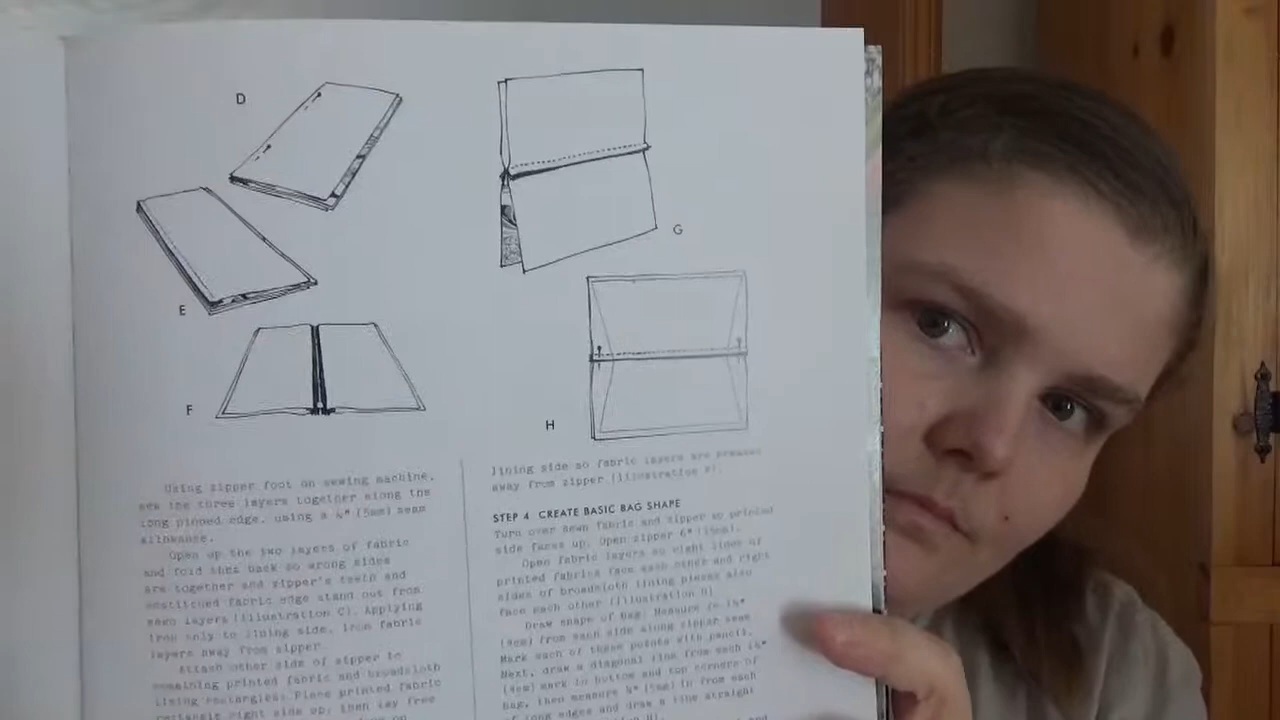 D
E
F
G
H
Using zipper foot on sewing machine,
sew the three layers together along the
long pinned edge, using a ¼" (5mm) seam
allowance.
Open up the two layers of fabric
and fold them back so wrong sides
are together and zipper's teeth and
unstitched fabric edge stand out from
sewn layers (Illustration C). Applying
iron only to lining side, iron fabric
layers away from zipper.
Attach other side of zipper to
remaining printed fabric and broadcloth
lining rectangles: Place printed fabric
rectangle right side up, then lay free
lining side so fabric layers are pressed
away from zipper (Illustration F).
STEP 4 CREATE BASIC BAG SHAPE
Turn over sewn fabric and zipper so printed
side faces up. Open zipper 6" (15cm).
Open fabric layers so right sides of
printed fabrics face each other and right
sides of broadcloth lining pieces also
face each other (Illustration G).
Draw shape of bag: Measure in 1½"
(4cm) from each side along zipper seam.
Mark each of these points with pencil.
Next, draw a diagonal line from each 1½"
(4cm) mark to bottom and top corners of
bag, then measure ¼" (5mm) in from each
of long edges and draw a line straight